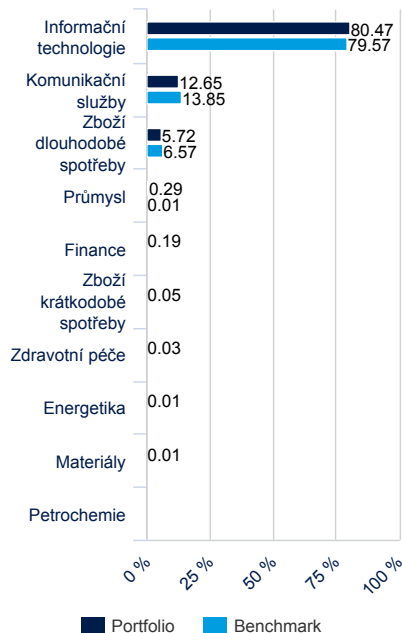 Informační
technologie
80.47
79.57
Komunikační
služby
12.65
13.85
Zboží
dlouhodobé
spotřeby
5.72
6.57
Průmysl
0.29
0.01
Finance
0.19
Zboží
krátkodobé
spotřeby
0.05
Zdravotní péče
0.03
Energetika
0.01
Materiály
0.01
Petrochemie
0 %
25 %
50 %
75 %
100 %
Portfolio
Benchmark